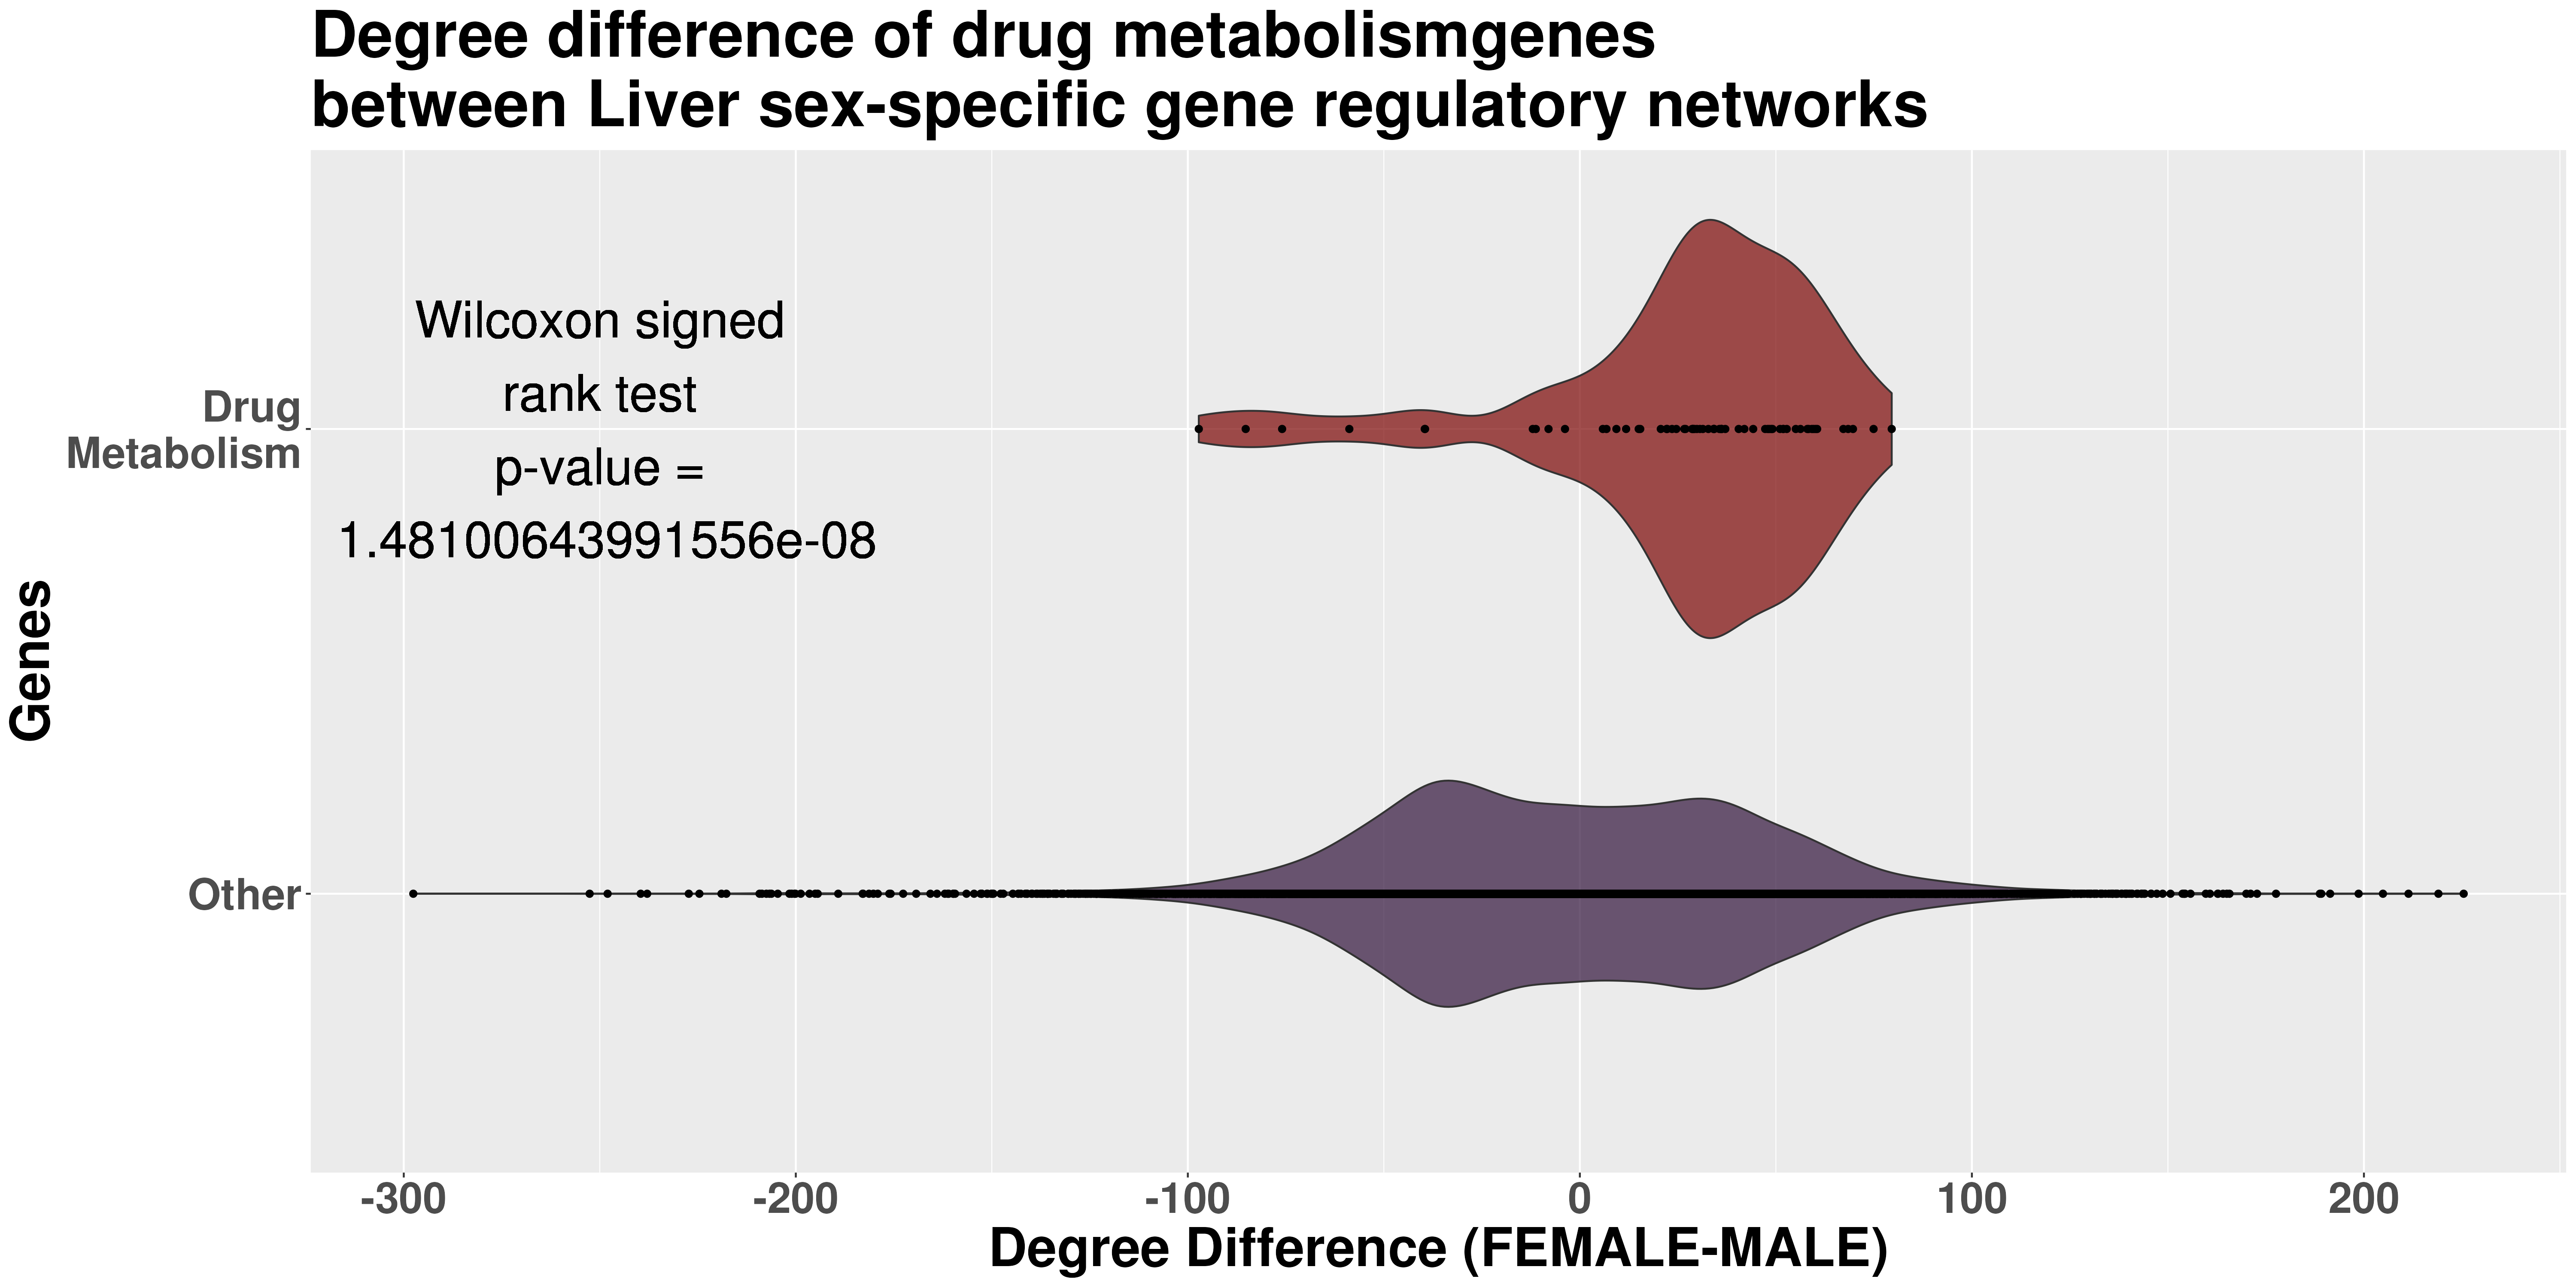 Degree difference of drug metabolismgenes
between Liver sex-specific gene regulatory networks
Wilcoxon signed
rank test
p-value =
1.48100643991556e-08
Drug
Metabolism
Other
Genes
-300 -200 -100 0 100 200
Degree Difference (FEMALE-MALE)